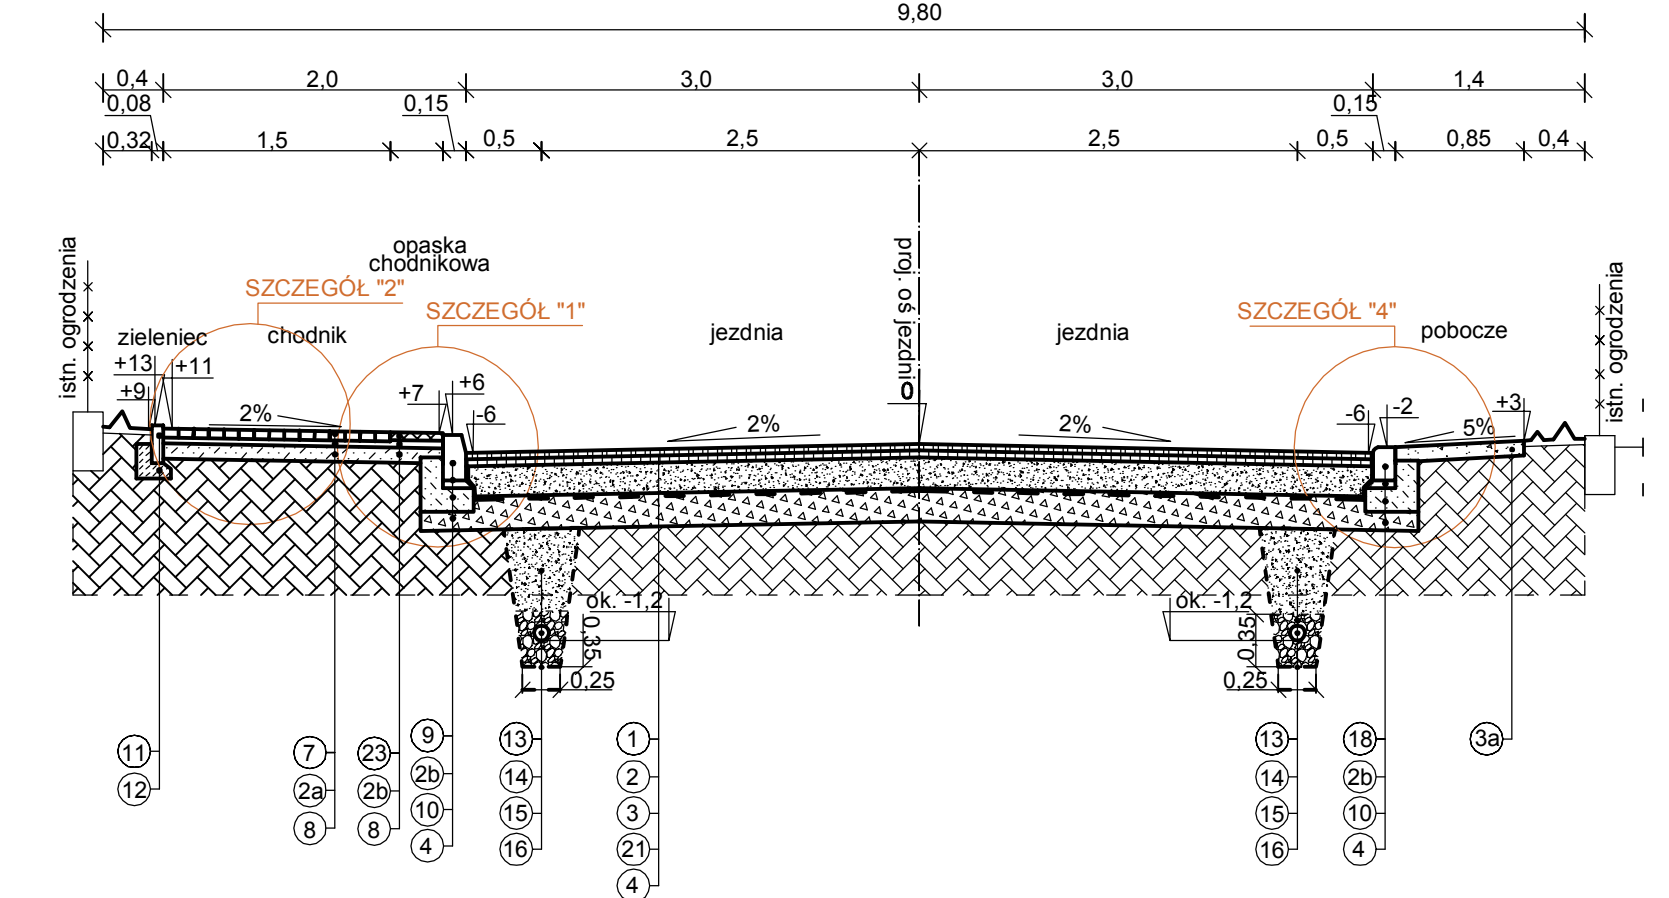 9,80
0,4 2,0 3,0 3,0 1,4
0,08 0,15 0,15
0,32 1,5 0,5 2,5 2,5 0,5 0,85 0,4
istn. ogrodzenia
opaska
chodnikowa
SZCZEGÓŁ "2"
SZCZEGÓŁ "1"
proj. oś jezdni
SZCZEGÓŁ "4"
istn. ogrodzenia
zieleniec
chodnik
jezdnia
jezdnia
pobocze
+13 +11
+9
+7 +6
-6
0
-6 -2
+3
2% 2% 2% 5%
ok. -1,2
0,35
0,25
ok. -1,2
0,35
0,25
11
12
7
2a
8
23
2b
8
9
2b
10
4
13
14
15
16
1
2
3
21
4
13
14
15
16
18
2b
10
4
3a